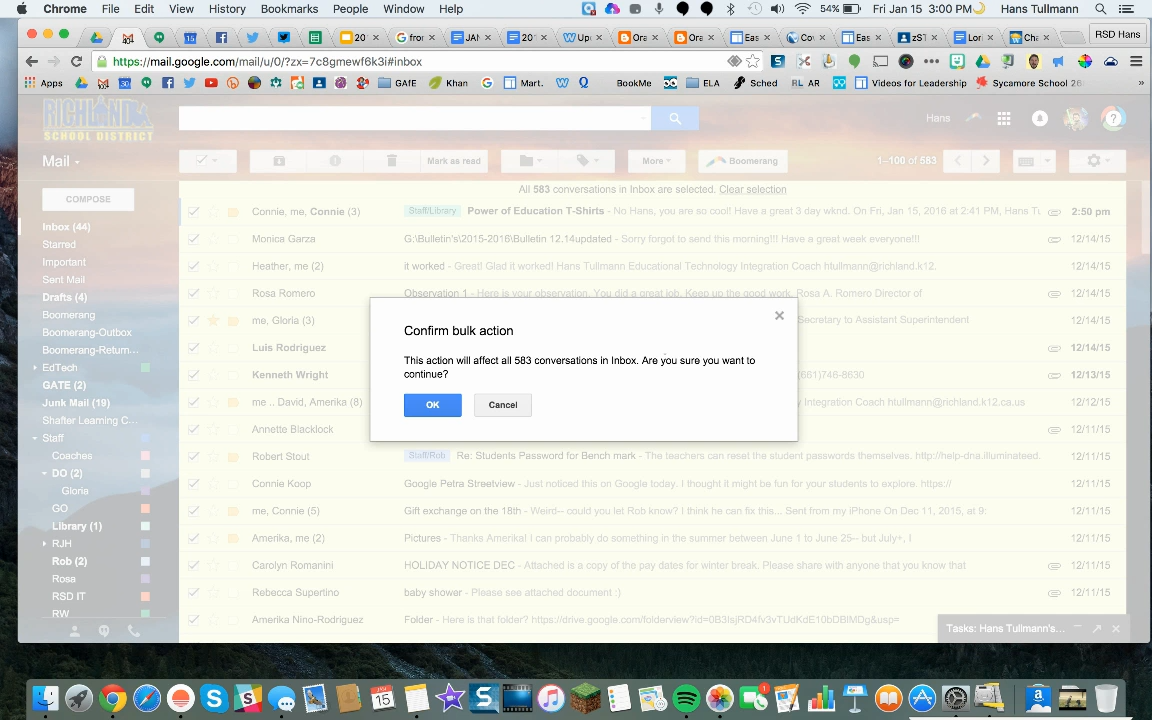 Chrome File Edit View History Bookmarks People Window Help 54% Fri Jan 15 3:00 PM Hans Tullmann
RSD Hans
https://mail.google.com/mail/u/0/?zx=7c8gmewf6k3i#inbox
Apps GAfE Khan Mart. BookMe ELA Sched RL AR Videos for Leadership Sycamore School 26
RICHLAND
SCHOOL DISTRICT
Hans
Mail
Mark as read More Boomerang 1–100 of 583
All 583 conversations in Inbox are selected. Clear selection
COMPOSE
Inbox (44)
Starred
Important
Sent Mail
Drafts (4)
Boomerang
Boomerang-Outbox
Boomerang-Return...
EdTech
GATE (2)
Junk Mail (19)
Shafter Learning C...
Staff
Coaches
DO (2)
Gloria
GO
Library (1)
RJH
Rob (2)
Rosa
RSD IT
RW
Connie, me, Connie (3) Staff/Library Power of Education T-Shirts - No Hans, you are so cool! Have a great 3 day wknd. On Fri, Jan 15, 2016 at 2:41 PM, Hans Tu 2:50 pm
Monica Garza G:\Bulletin's\2015-2016\Bulletin 12.14updated - Sorry forgot to send this morning!!! Have a great week everyone!!! 12/14/15
Heather, me (2) it worked - Great! Glad it worked! Hans Tullmann Educational Technology Integration Coach htullmann@richland.k12. 12/14/15
Rosa Romero Observation 1 - Here is your observation. You did a great job. Keep up the good work. Rosa A. Romero Director of 12/14/15
me, Gloria (3) Secretary to Assistant Superintendent 12/14/15
Luis Rodriguez 12/14/15
Kenneth Wright (661)746-8630 12/13/15
me .. David, Amerika (8) Integration Coach htullmann@richland.k12.ca.us 12/12/15
Annette Blacklock 12/11/15
Robert Stout Staff/Rob Re: Students Password for Bench mark - The teachers can reset the student passwords themselves. http://help-dna.illuminateed. 12/11/15
Connie Koop Google Petra Streetview - Just noticed this on Google today. I thought it might be fun for your students to explore. https:// 12/11/15
me, Connie (5) Gift exchange on the 18th - Weird-- could you let Rob know? I think he can fix this... Sent from my iPhone On Dec 11, 2015, at 9: 12/11/15
Amerika, me (2) Pictures - Thanks Amerika! I can probably do something in the summer between June 1 to June 25-- but July+, I 12/11/15
Carolyn Romanini HOLIDAY NOTICE DEC - Attached is a copy of the pay dates for winter break. Please share with anyone that you know that 12/11/15
Rebecca Supertino baby shower - Please see attached document :) 12/11/15
Amerika Nino-Rodriguez Folder - Here is that folder? 12/11/15
Confirm bulk action
This action will affect all 583 conversations in Inbox. Are you sure you want to
continue?
OK Cancel
Tasks: Hans Tullmann's...